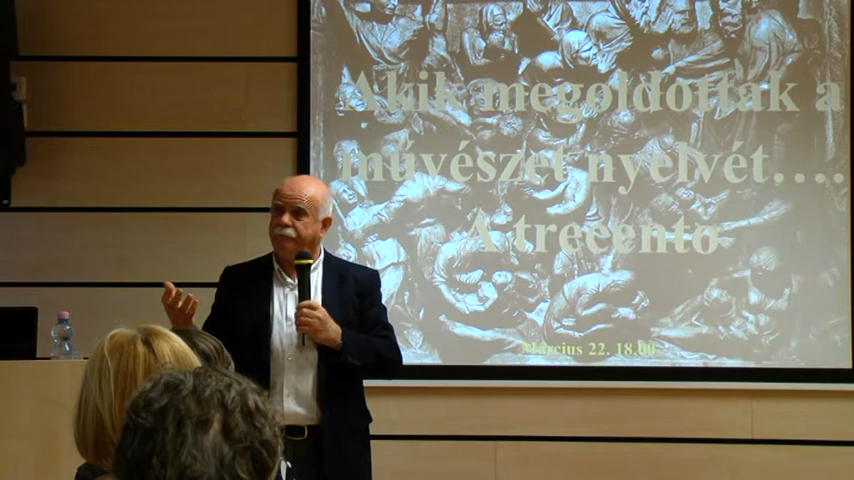 Akik megoldották a
művészet nyelvét....
A trecento
Március 22. 18.00